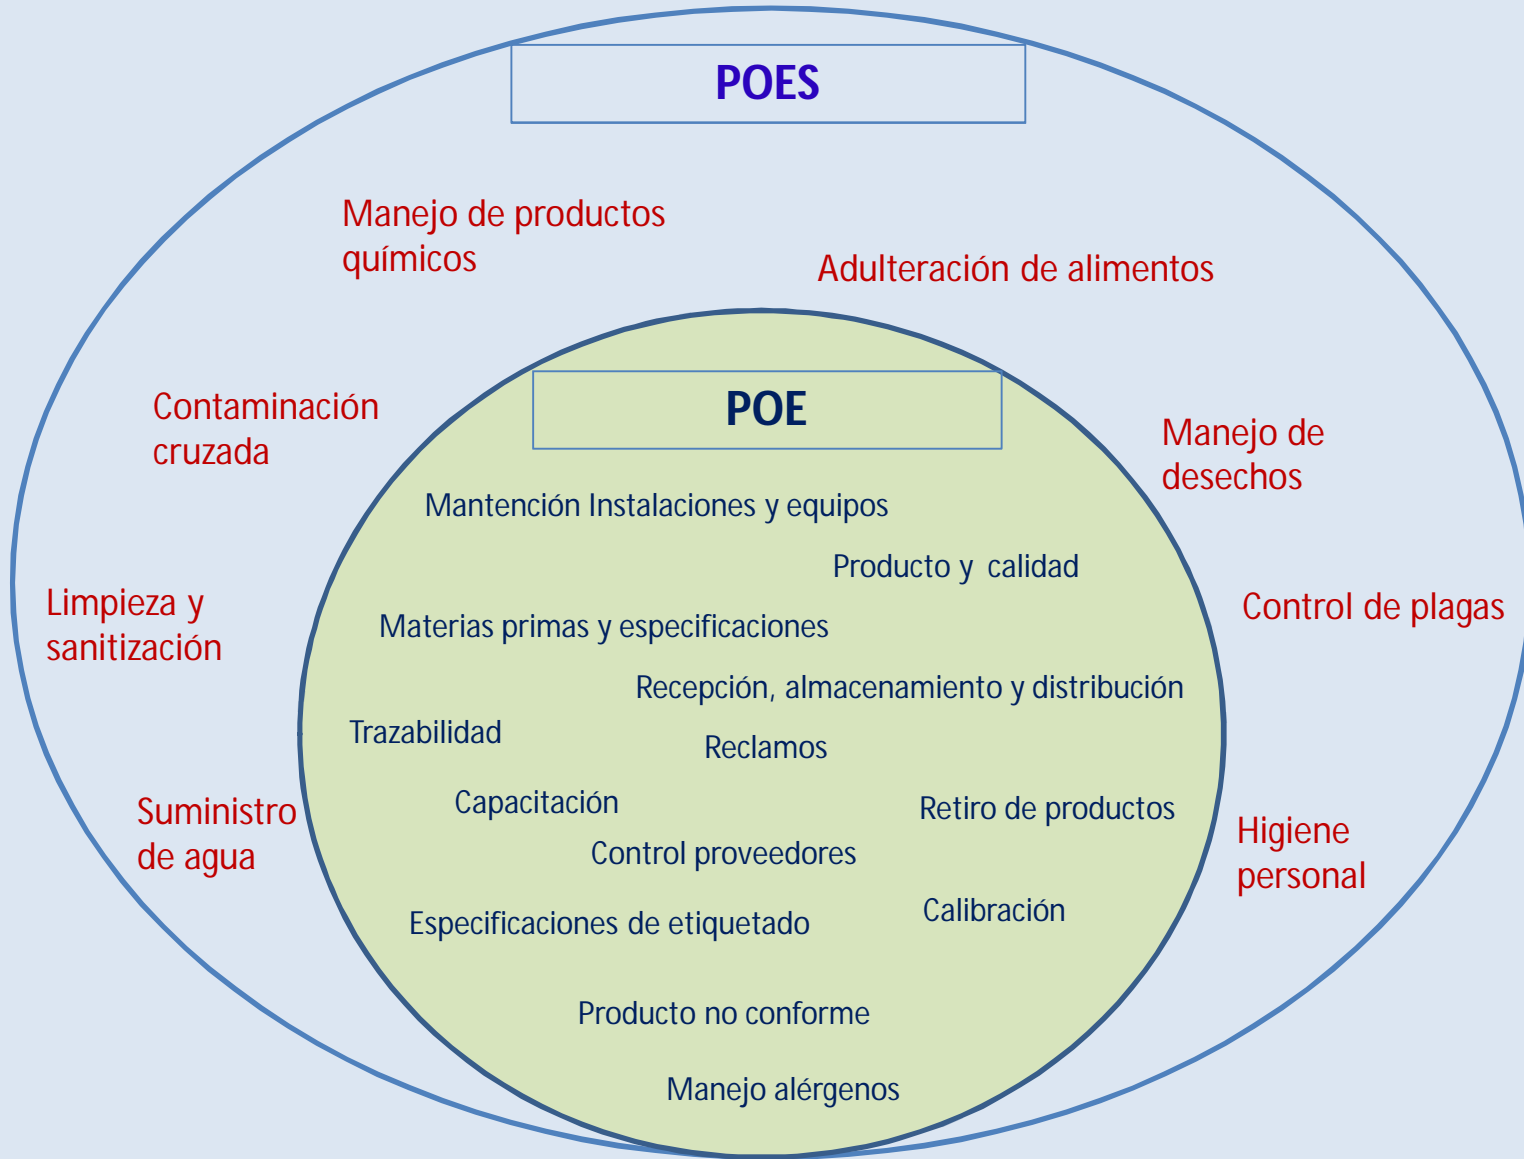 POES
Manejo de productos
químicos
Adulteración de alimentos
Contaminación
cruzada
POE
Manejo de
desechos
Mantención Instalaciones y equipos
Producto y calidad
Limpieza y
sanitización
Materias primas y especificaciones
Control de plagas
Recepción, almacenamiento y distribución
Trazabilidad
Reclamos
Suministro
de agua
Capacitación
Retiro de productos
Higiene
personal
Control proveedores
Especificaciones de etiquetado
Calibración
Producto no conforme
Manejo alérgenos